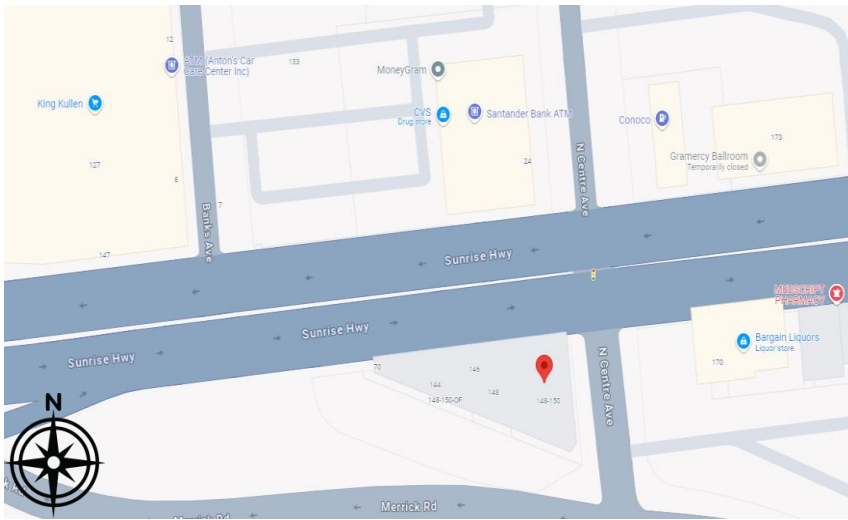 12
ATM (Anton's Car
Care Center Inc)
133
MoneyGram
King Kullen
CVS
Drug store
Santander Bank ATM
Conoco
173
Gramercy Ballroom
Temporarily closed
127
24
8
N Centre Ave
7
Banks Ave
147
Sunrise Hwy
MEDSCRIPT
PHARMACY
Sunrise Hwy
Bargain Liquors
Liquor store
Sunrise Hwy
170
70
146
144
148
148-150-OF
148-150
N Centre Ave
N
Merrick Rd
Merrick Rd